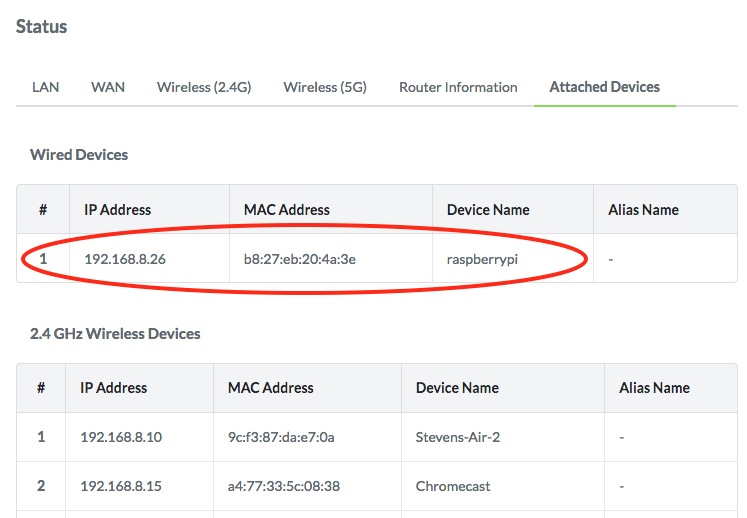 Status
LAN WAN Wireless (2.4G) Wireless (5G) Router Information Attached Devices
Wired Devices
# IP Address MAC Address Device Name Alias Name
1 192.168.8.26 b8:27:eb:20:4a:3e raspberrypi -
2.4 GHz Wireless Devices
# IP Address MAC Address Device Name Alias Name
1 192.168.8.10 9c:f3:87:da:e7:0a Stevens-Air-2 -
2 192.168.8.15 a4:77:33:5c:08:38 Chromecast -